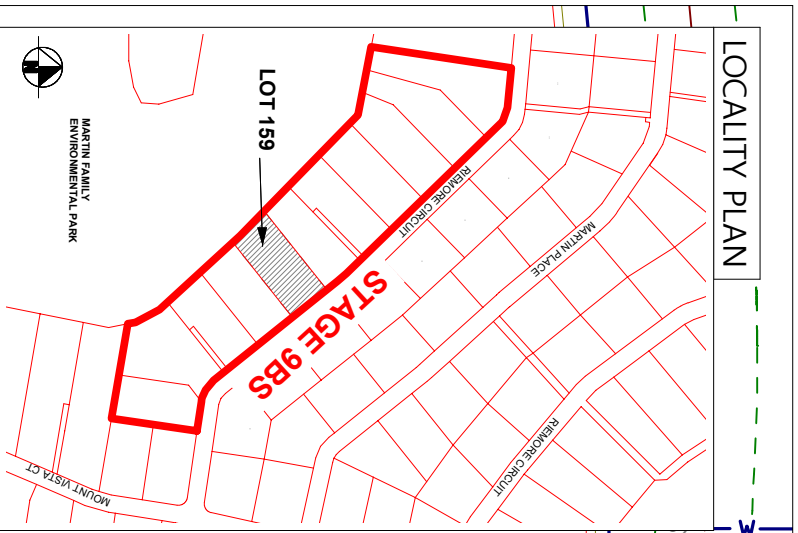 LOCALITY PLAN
LOT 159
STAGE 9BS
RIEMORE CIRCUIT
MARTIN PLACE
RIEMORE CIRCUIT
MOUNT VISTA CT
MARTIN FAMILY
ENVIRONMENTAL PARK
N
W